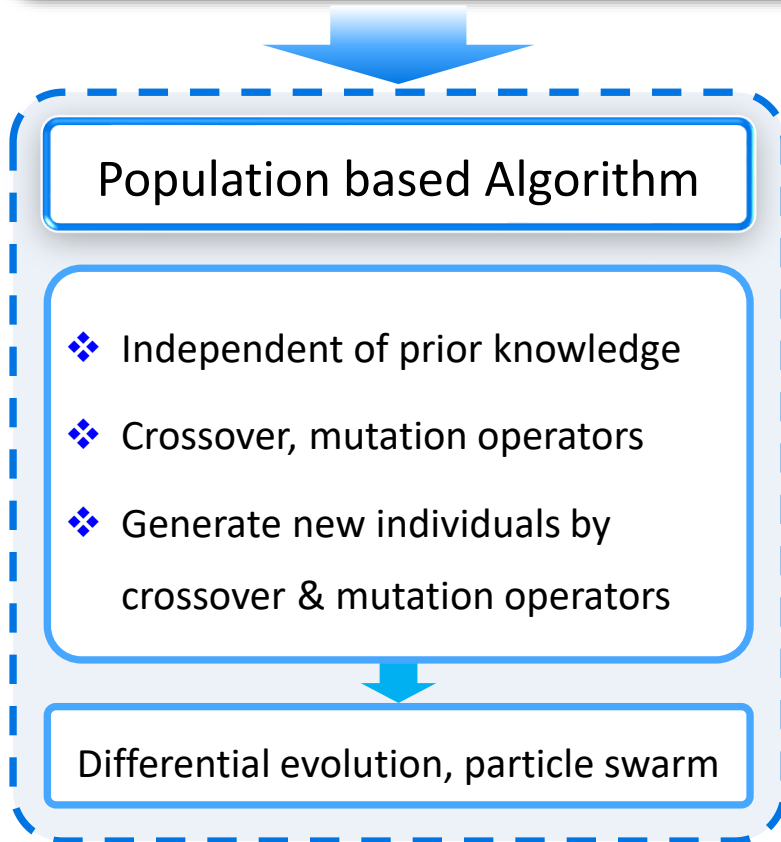 Population based Algorithm
Independent of prior knowledge
Crossover, mutation operators
Generate new individuals by
crossover & mutation operators
Differential evolution, particle swarm